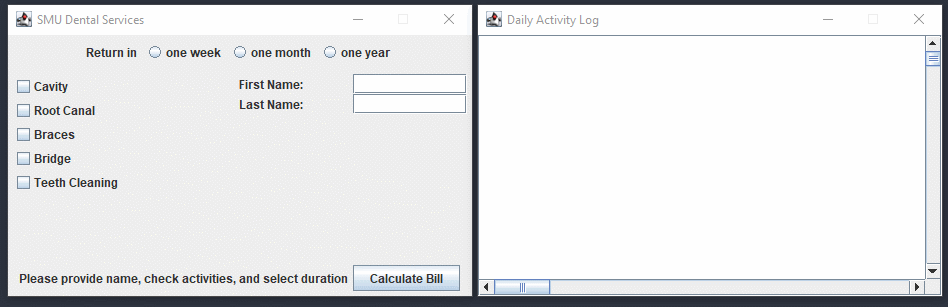 SMU Dental Services
Return in one week one month one year
Cavity
Root Canal
Braces
Bridge
Teeth Cleaning
First Name:
Last Name:
Please provide name, check activities, and select duration Calculate Bill
Daily Activity Log